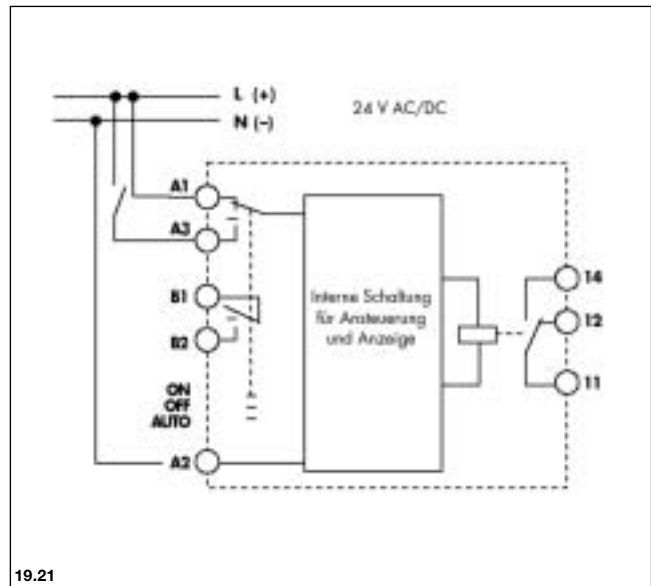 L (+)
N (–)
24 V AC/DC
A1
A3
B1
B2
ON
OFF
AUTO
A2
Interne Schaltung
für Ansteuerung
und Anzeige
14
12
11
19.21